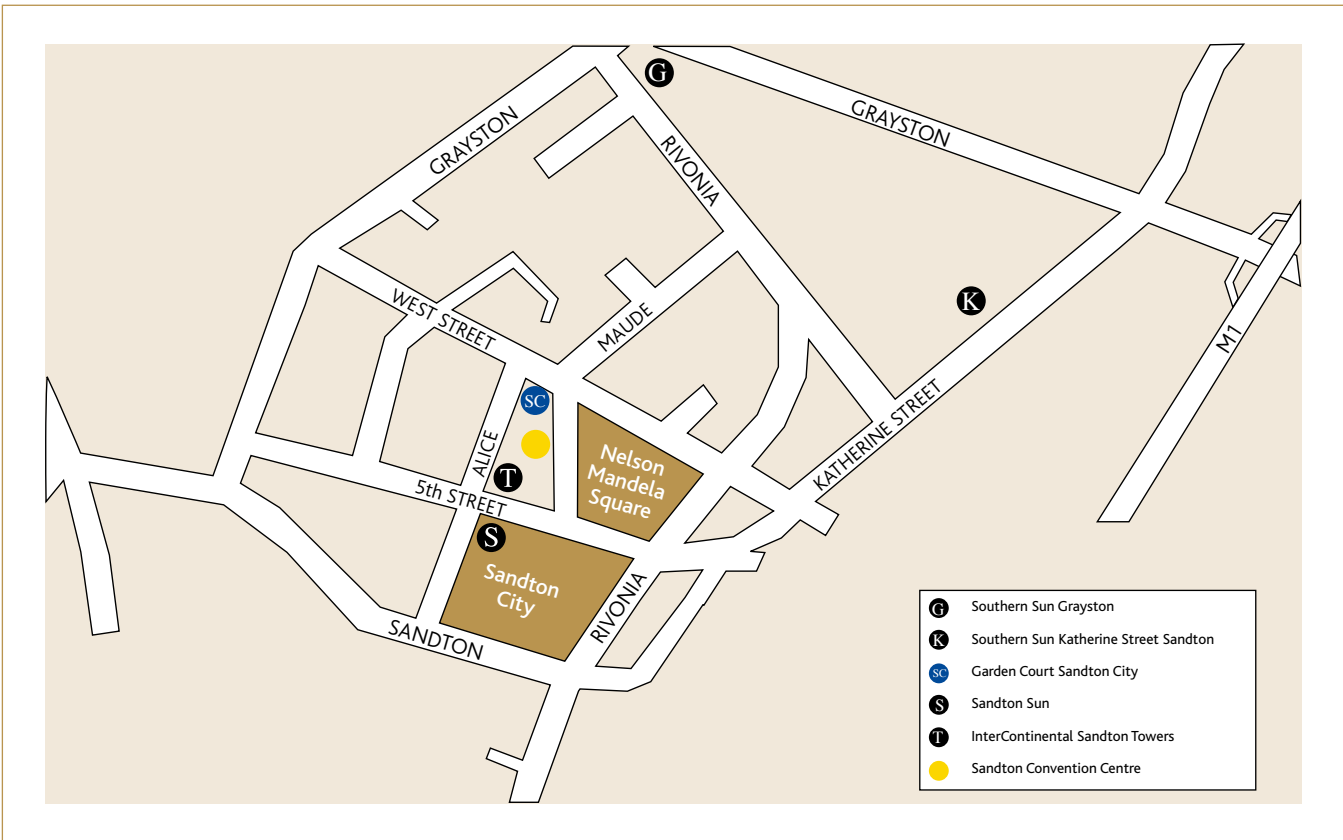 G
GRAYSTON
GRAYSTON
RIVONIA
K
WEST STREET
MAUDE
M1
SC
ALICE
KATHERINE STREET
Nelson
Mandela
Square
T
5th STREET
S
Sandton
City
RIVONIA
SANDTON
G Southern Sun Grayston
K Southern Sun Katherine Street Sandton
SC Garden Court Sandton City
S Sandton Sun
T InterContinental Sandton Towers
Sandton Convention Centre